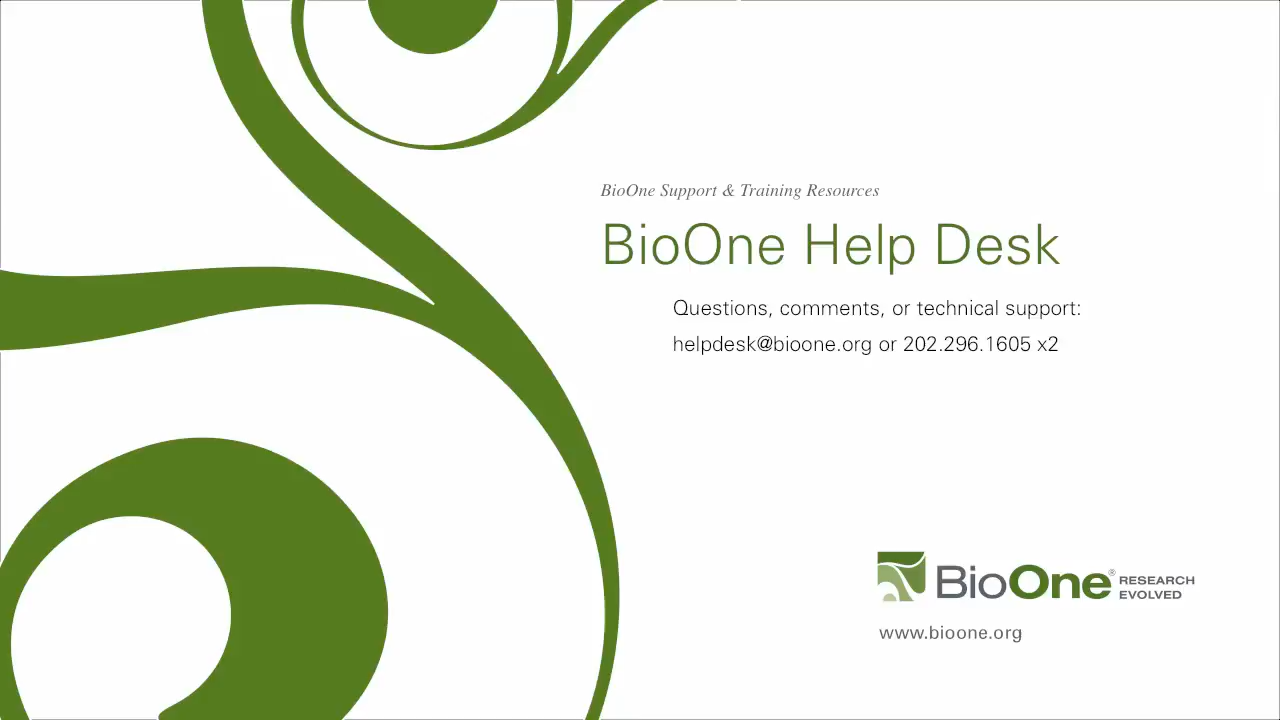 BioOne Support & Training Resources
BioOne Help Desk
Questions, comments, or technical support:
helpdesk@bioone.org or 202.296.1605 x2
BioOne® RESEARCH
EVOLVED
www.bioone.org